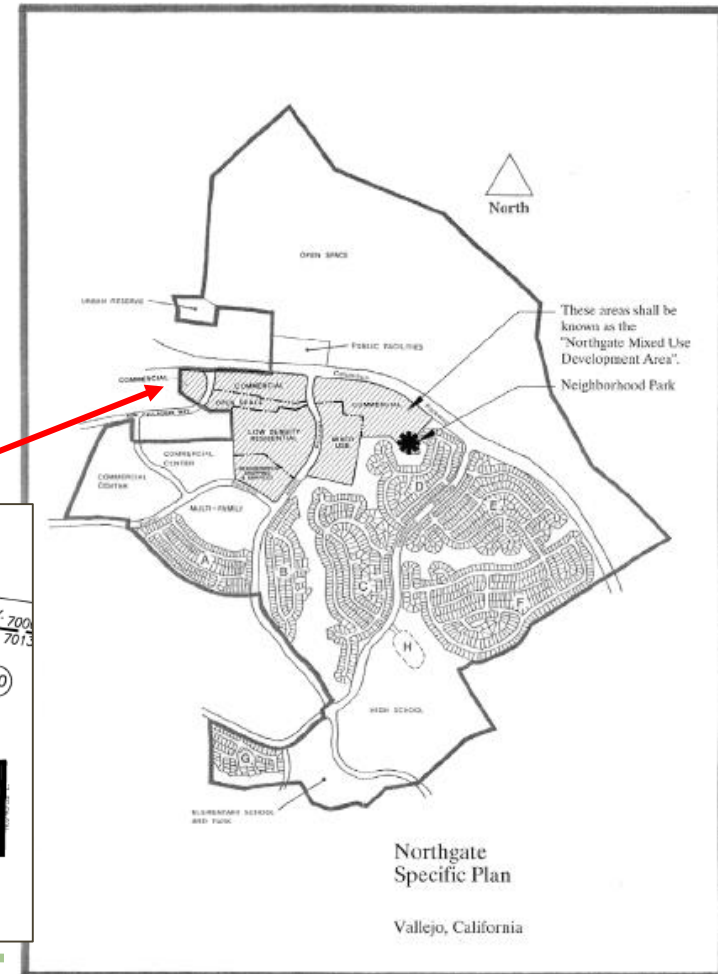 North
OPEN SPACE
URBAN RESERVE
These areas shall be
known as the
"Northgate Mixed Use
Development Area".
PUBLIC FACILITIES
COMMERCIAL
COMMERCIAL
Neighborhood Park
COMMERCIAL
OPEN SPACE
LOW DENSITY
RESIDENTIAL
MIXED
USE
COMMERCIAL
CENTER
COMMERCIAL
CENTER
MULTI-FAMILY
D
E
A
B
C
F
H
HIGH SCHOOL
G
ELEMENTARY SCHOOL
AND PARK
Northgate
Specific Plan
Vallejo, California